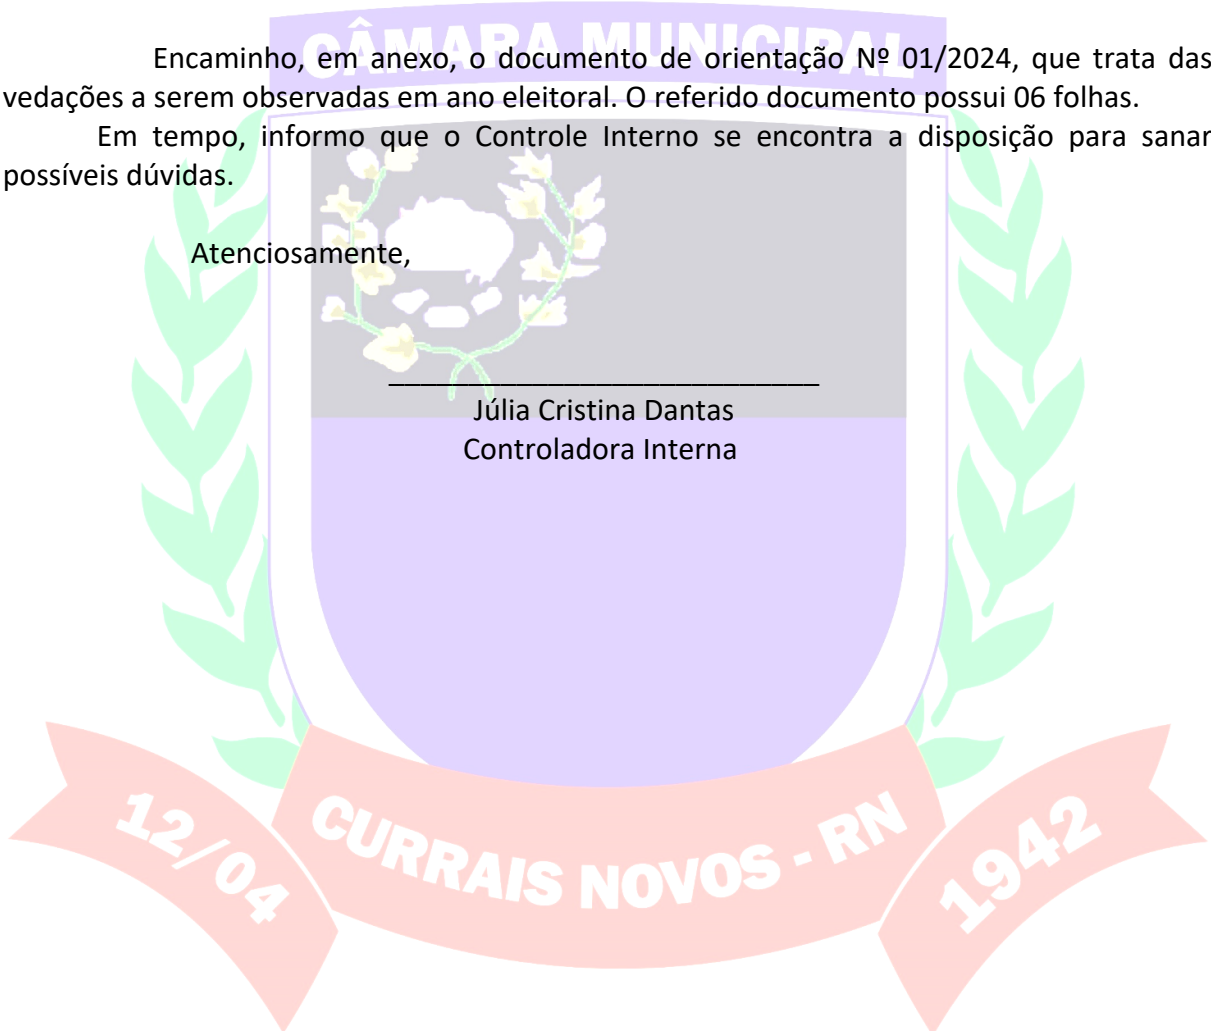 CÂMARA MUNICIPAL
Encaminho, em anexo, o documento de orientação Nº 01/2024, que trata das
vedações a serem observadas em ano eleitoral. O referido documento possui 06 folhas.
Em tempo, informo que o Controle Interno se encontra a disposição para sanar
possíveis dúvidas.
Atenciosamente,
___________________________
Júlia Cristina Dantas
Controladora Interna
12/04
CURRAIS NOVOS - RN
1942